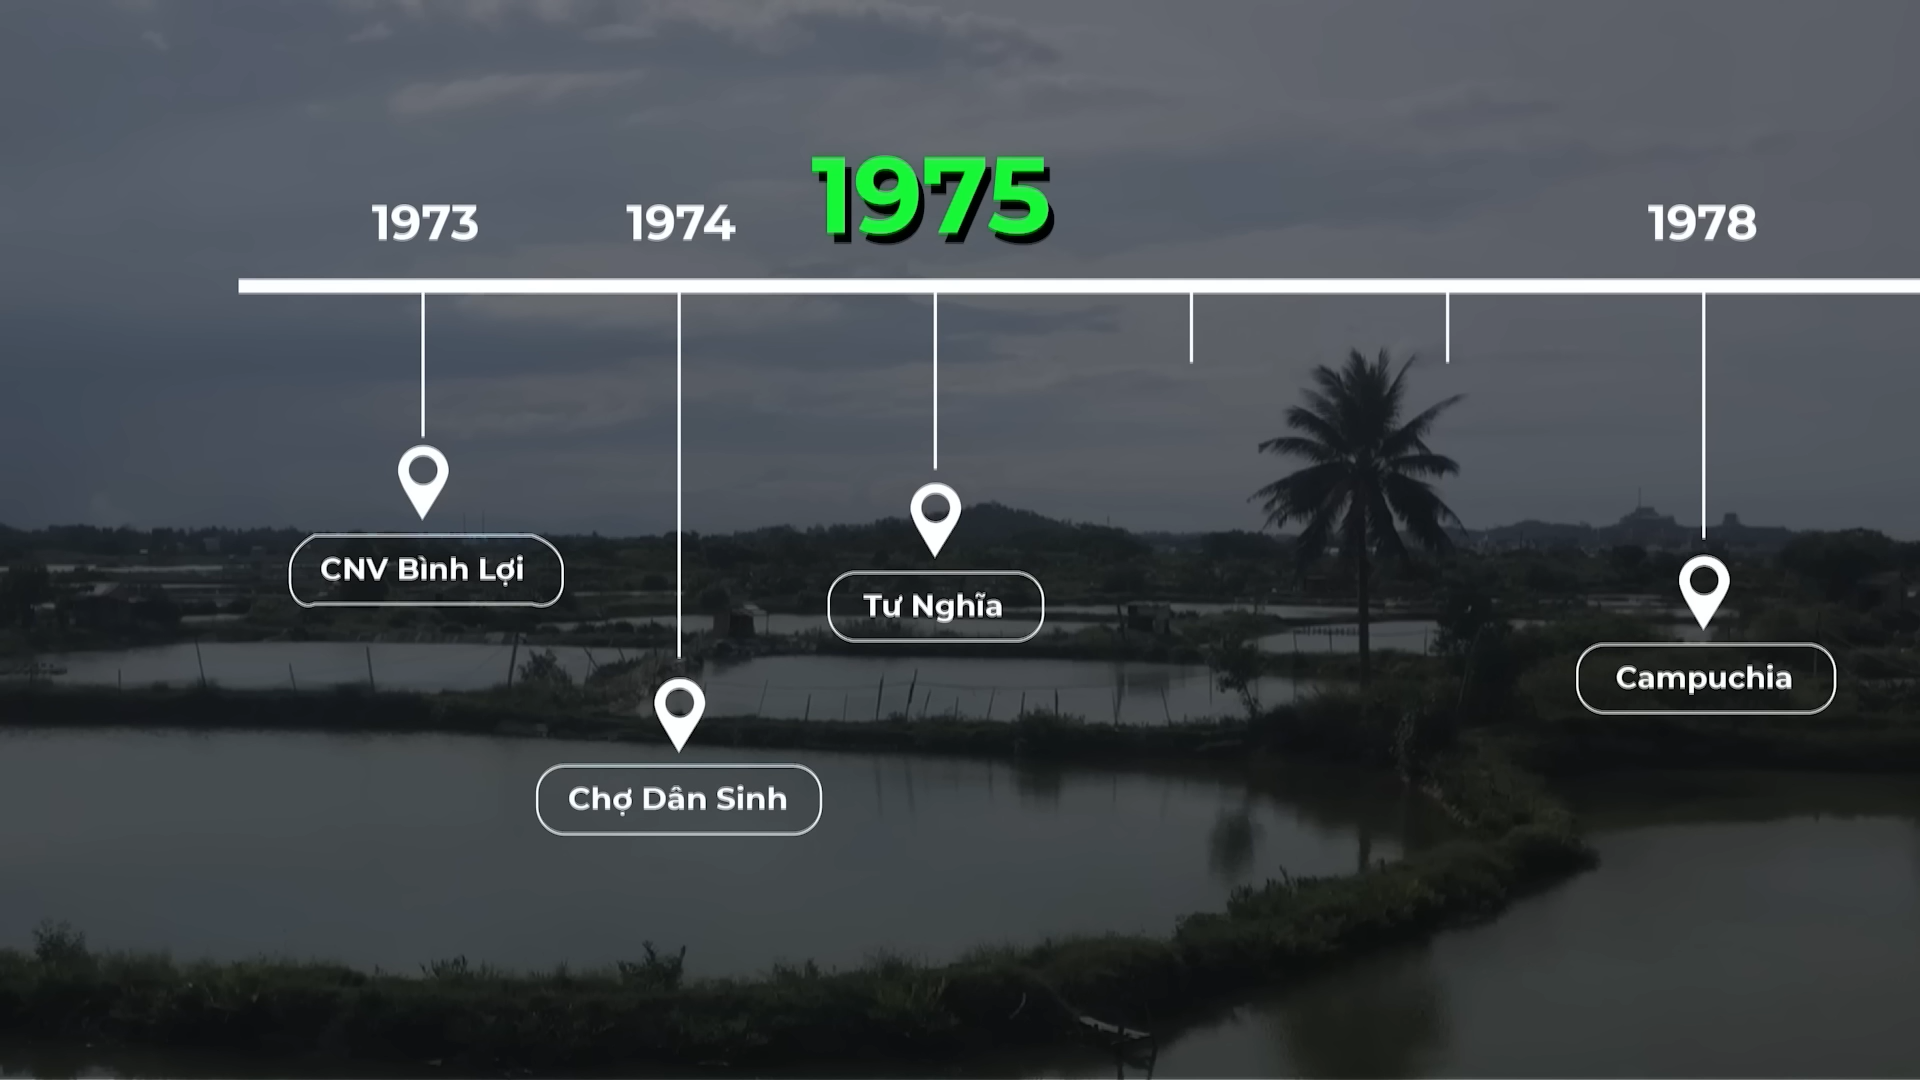 1973
1974
1975
1978
CNV Bình Lợi
Tư Nghĩa
Campuchia
Chợ Dân Sinh